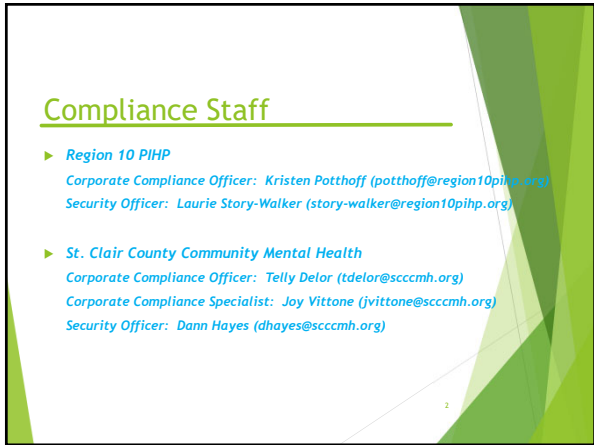 Compliance Staff
Region 10 PIHP
Corporate Compliance Officer: Kristen Potthoff (potthoff@region10pihp.org)
Security Officer: Laurie Story-Walker (story-walker@region10pihp.org)
St. Clair County Community Mental Health
Corporate Compliance Officer: Telly Delor (tdelor@scccmh.org)
Corporate Compliance Specialist: Joy Vittone (jvittone@scccmh.org)
Security Officer: Dann Hayes (dhayes@scccmh.org)
2